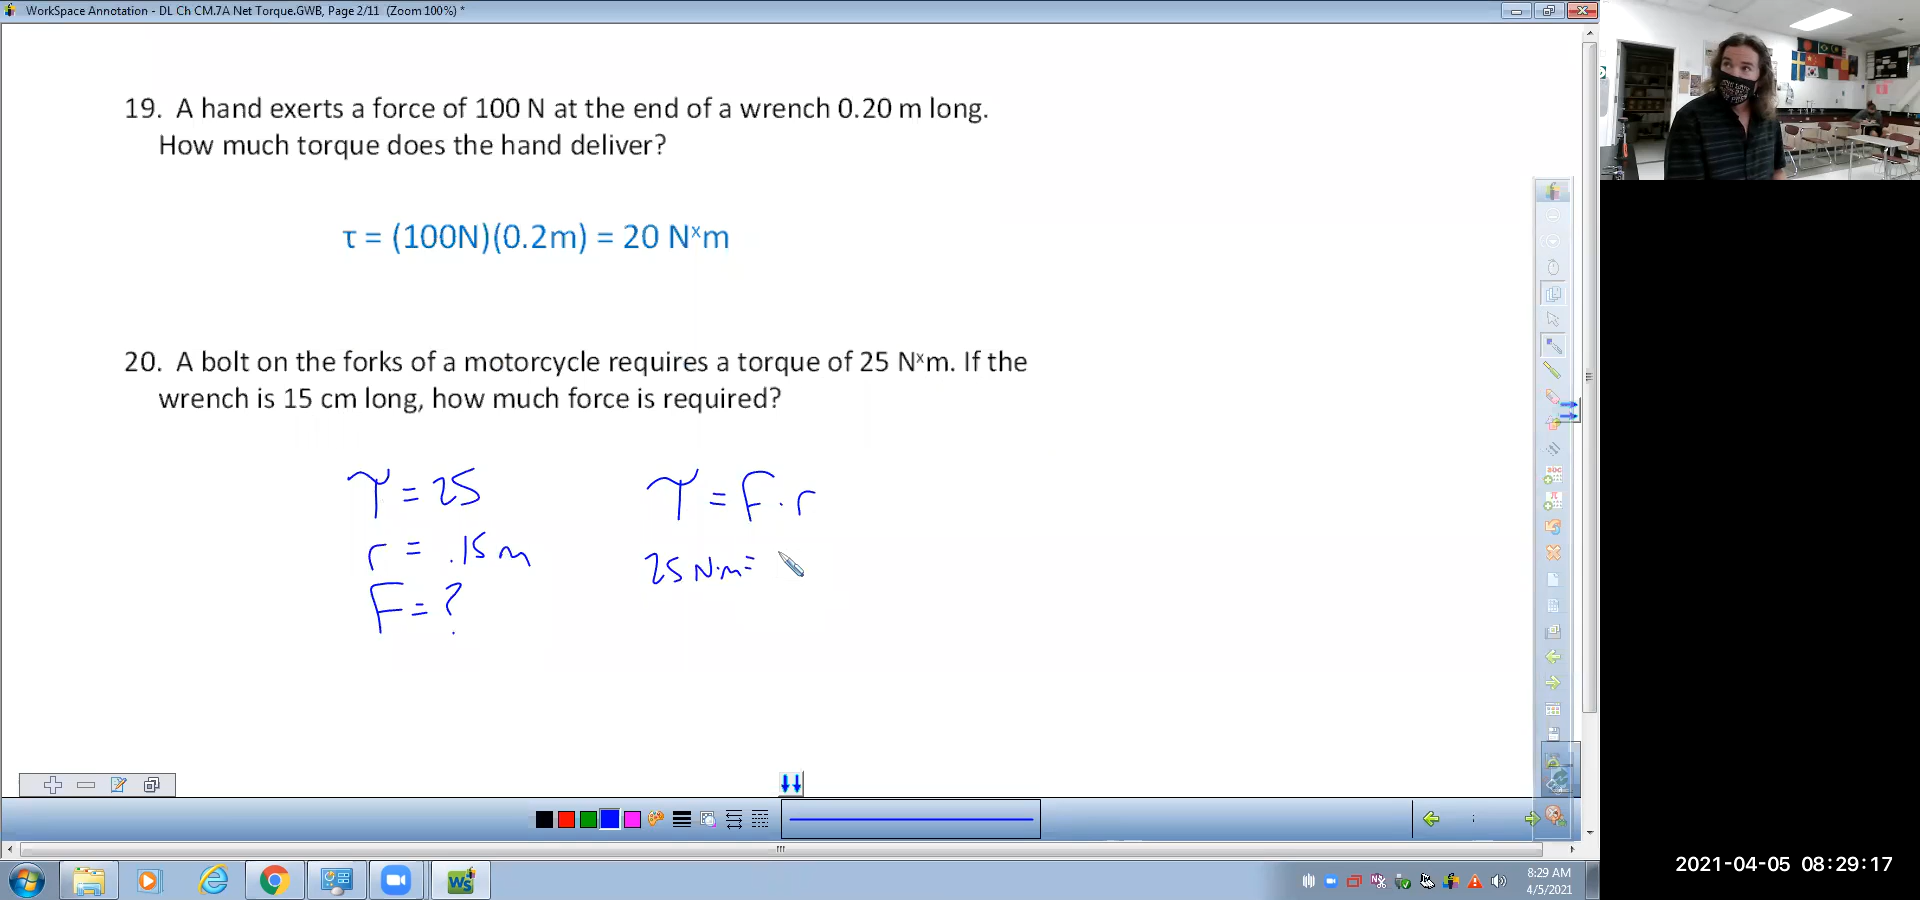 WorkSpace Annotation - DL Ch CM.7A Net Torque.GWB, Page 2/11 (Zoom 100%) *
19. A hand exerts a force of 100 N at the end of a wrench 0.20 m long.
How much torque does the hand deliver?
τ = (100N)(0.2m) = 20 Nˣm
20. A bolt on the forks of a motorcycle requires a torque of 25 Nˣm. If the
wrench is 15 cm long, how much force is required?
τ = 25
τ = F · r
r = .15 m
25 N·m =
F = ?
8:29 AM
4/5/2021
2021-04-05 08:29:17